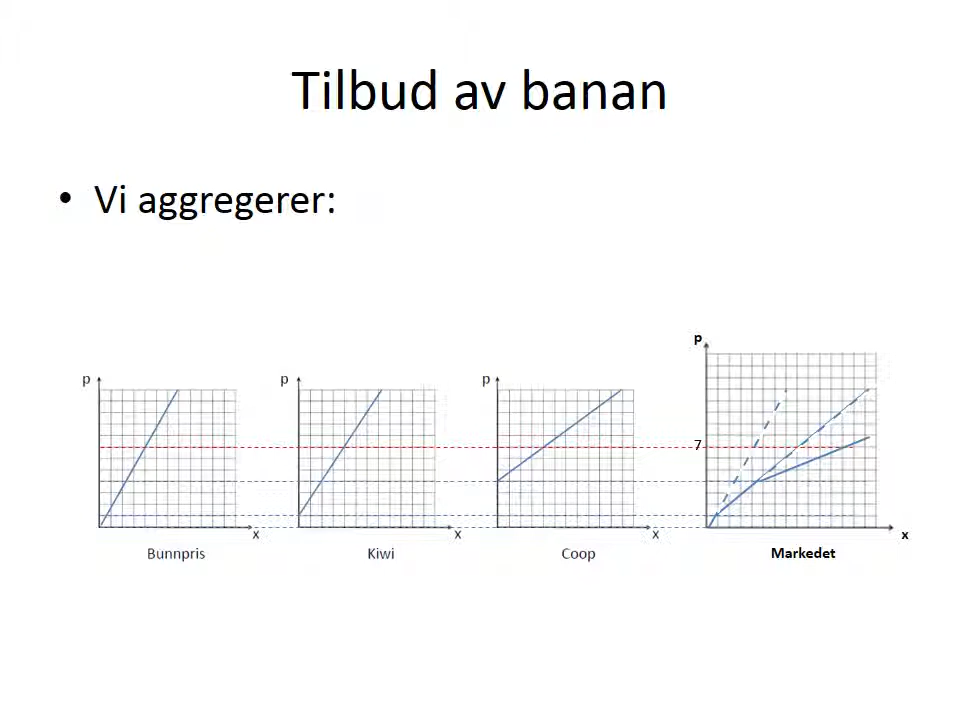 Tilbud av banan
• Vi aggregerer:
p
p
p
p
7
x
x
x
x
Bunnpris
Kiwi
Coop
Markedet